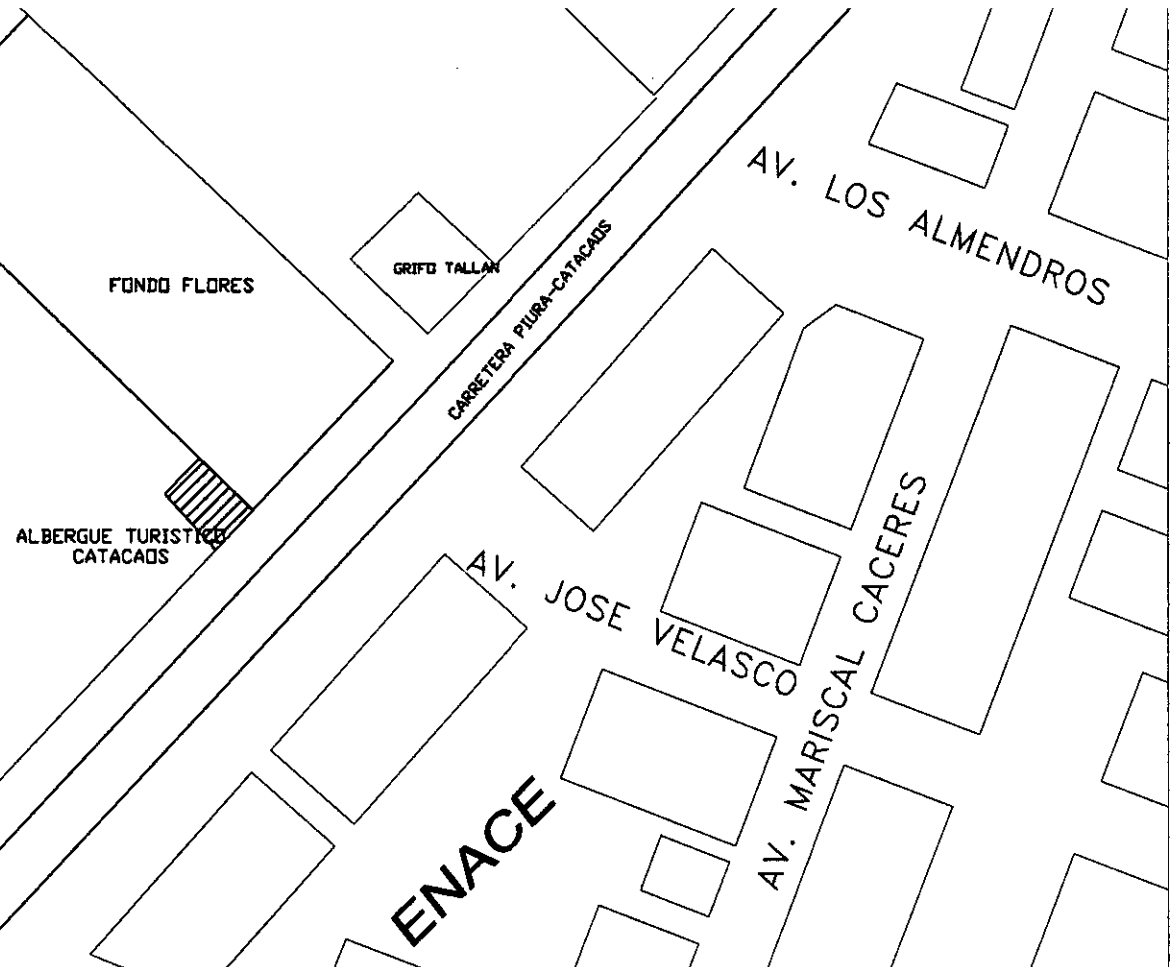 AV. LOS ALMENDROS
GRIFO TALLAN
FONDO FLORES
CARRETERA PIURA-CATACAOS
ALBERGUE TURISTICO
CATACAOS
AV. JOSE VELASCO
AV. MARISCAL CACERES
ENACE